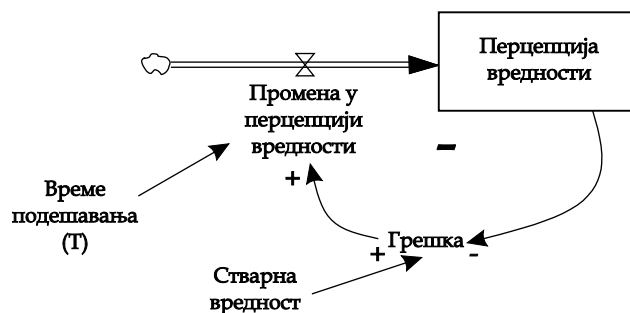 Перцепција
вредности
Промена у
перцепцији
вредности
–
+
Време
подешавања
(Т)
Грешка
+
-
Стварна
вредност